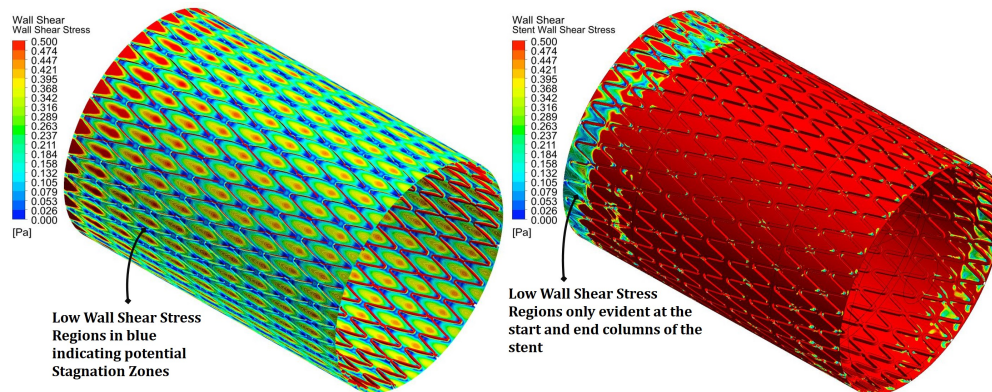 Wall Shear
Wall Shear Stress
0.500
0.474
0.447
0.421
0.395
0.368
0.342
0.316
0.289
0.263
0.237
0.211
0.184
0.158
0.132
0.105
0.079
0.053
0.026
0.000
[Pa]
Low Wall Shear Stress
Regions in blue
indicating potential
Stagnation Zones
Wall Shear
Stent Wall Shear Stress
0.500
0.474
0.447
0.421
0.395
0.368
0.342
0.316
0.289
0.263
0.237
0.211
0.184
0.158
0.132
0.105
0.079
0.053
0.026
0.000
[Pa]
Low Wall Shear Stress
Regions only evident at the
start and end columns of the
stent